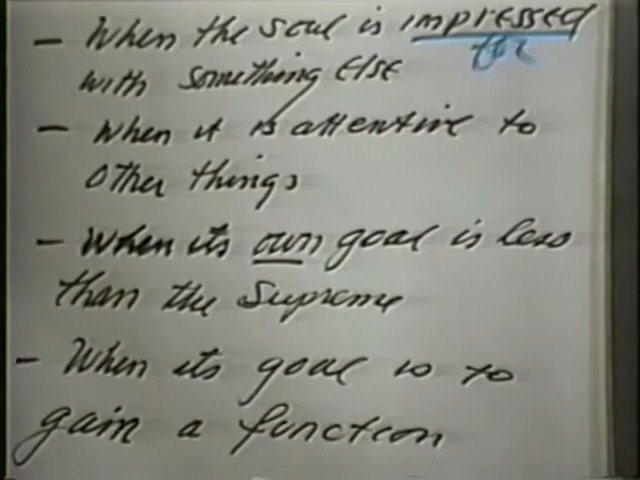 - When the soul is impressed
for
with something Else
- When it is attentive to
other things
- When its own goal is less
than the Supreme
- When its goal is to
gain a function